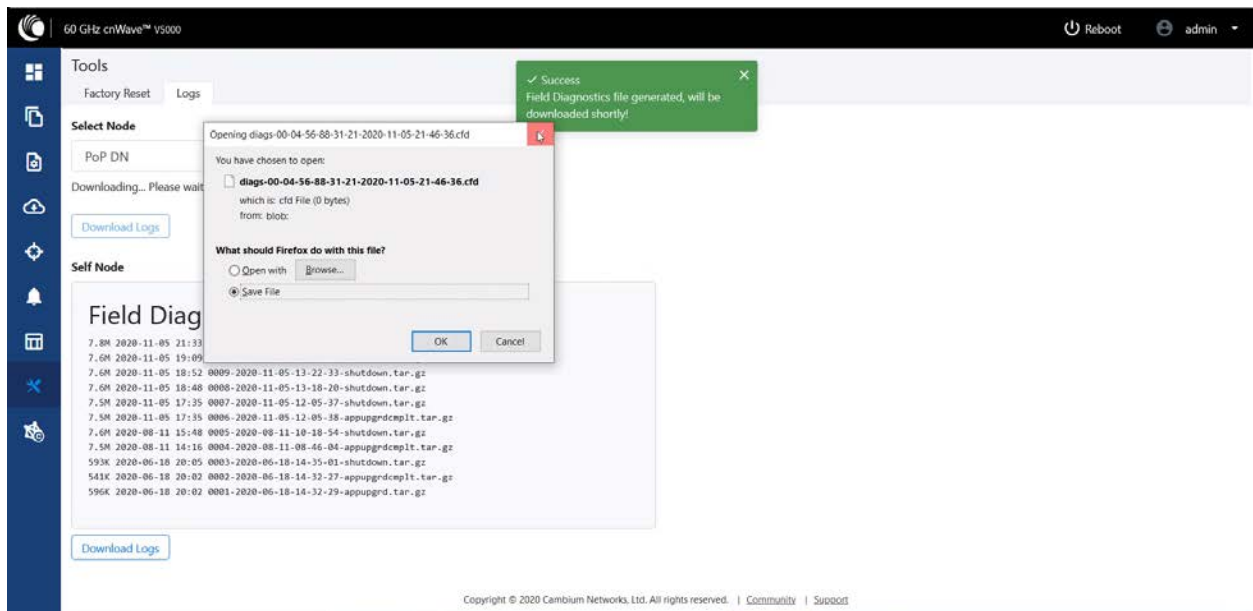 60 GHz cnWave™ V5000
Reboot
admin
Tools
Factory Reset
Logs
✓ Success
Field Diagnostics file generated, will be
downloaded shortly!
Select Node
PoP DN
Downloading... Please wait
Download Logs
Opening diags-00-04-56-88-31-21-2020-11-05-21-46-36.cfd
You have chosen to open:
diags-00-04-56-88-31-21-2020-11-05-21-46-36.cfd
which is: cfd File (0 bytes)
from: blob:
What should Firefox do with this file?
Open with
Browse...
Save File
OK
Cancel
Self Node
Field Diag
7.8M 2020-11-05 21:33
7.6M 2020-11-05 19:09
7.6M 2020-11-05 18:52 0009-2020-11-05-13-22-33-shutdown.tar.gz
7.6M 2020-11-05 18:48 0008-2020-11-05-13-18-20-shutdown.tar.gz
7.5M 2020-11-05 17:35 0007-2020-11-05-12-05-37-shutdown.tar.gz
7.5M 2020-11-05 17:35 0006-2020-11-05-12-05-38-appupgrdcmplt.tar.gz
7.6M 2020-08-11 15:48 0005-2020-08-11-10-18-54-shutdown.tar.gz
7.5M 2020-08-11 14:16 0004-2020-08-11-08-46-04-appupgrdcmplt.tar.gz
593K 2020-06-18 20:05 0003-2020-06-18-14-35-01-shutdown.tar.gz
541K 2020-06-18 20:02 0002-2020-06-18-14-32-27-appupgrdcmplt.tar.gz
596K 2020-06-18 20:02 0001-2020-06-18-14-32-29-appupgrd.tar.gz
Download Logs
Copyright © 2020 Cambium Networks, Ltd. All rights reserved. | Community | Support